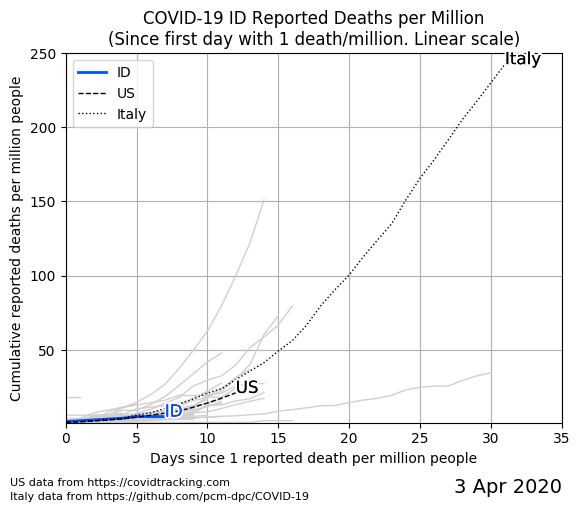 COVID-19 ID Reported Deaths per Million
(Since first day with 1 death/million. Linear scale)
Cumulative reported deaths per million people
250
200
150
100
50
ID
US
Italy
Italy
US
ID
0
5
10
15
20
25
30
35
Days since 1 reported death per million people
US data from https://covidtracking.com
Italy data from https://github.com/pcm-dpc/COVID-19
3 Apr 2020